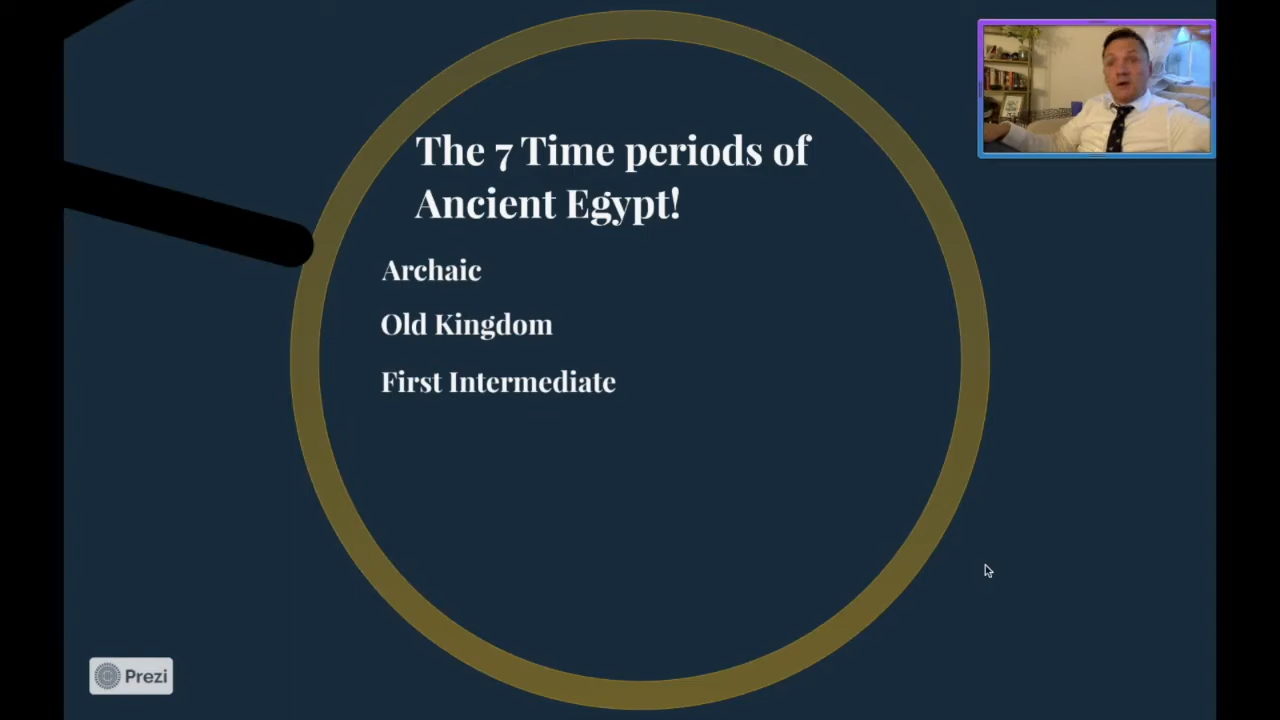 The 7 Time periods of
Ancient Egypt!
Archaic
Old Kingdom
First Intermediate
Prezi